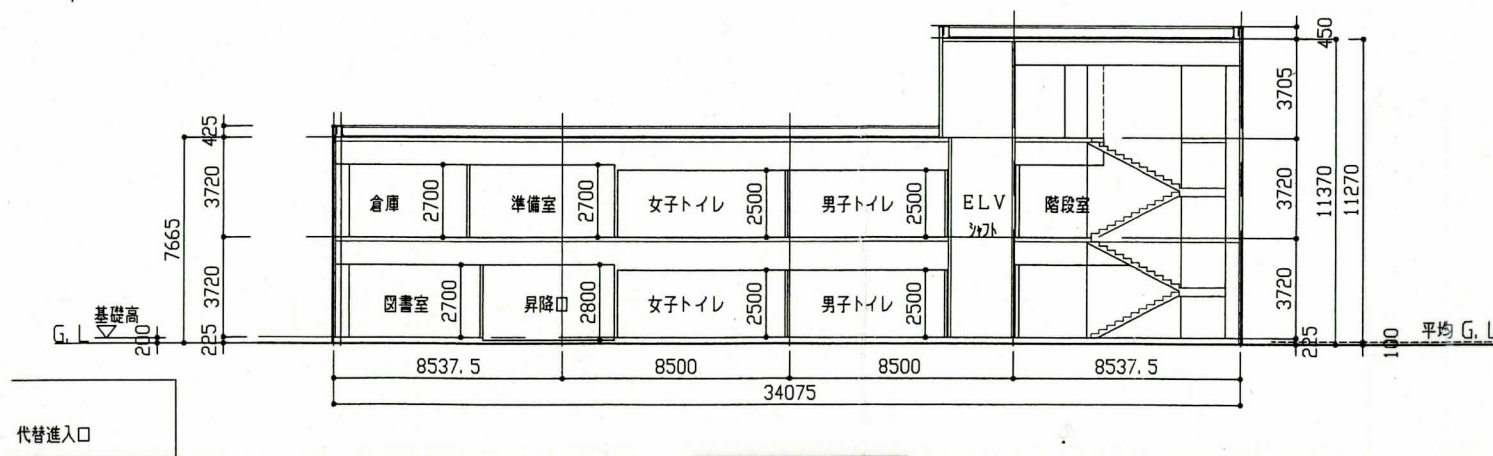 450
3705
3720
3720
225
11370
11270
425
3720
3720
225
7665
倉庫
2700
準備室
2700
女子トイレ
2500
男子トイレ
2500
ELV
シャフト
階段室
図書室
2700
昇降口
2800
女子トイレ
2500
男子トイレ
2500
基礎高
G.L
200
平均 G.L
100
8537.5
8500
8500
8537.5
34075
代替進入口